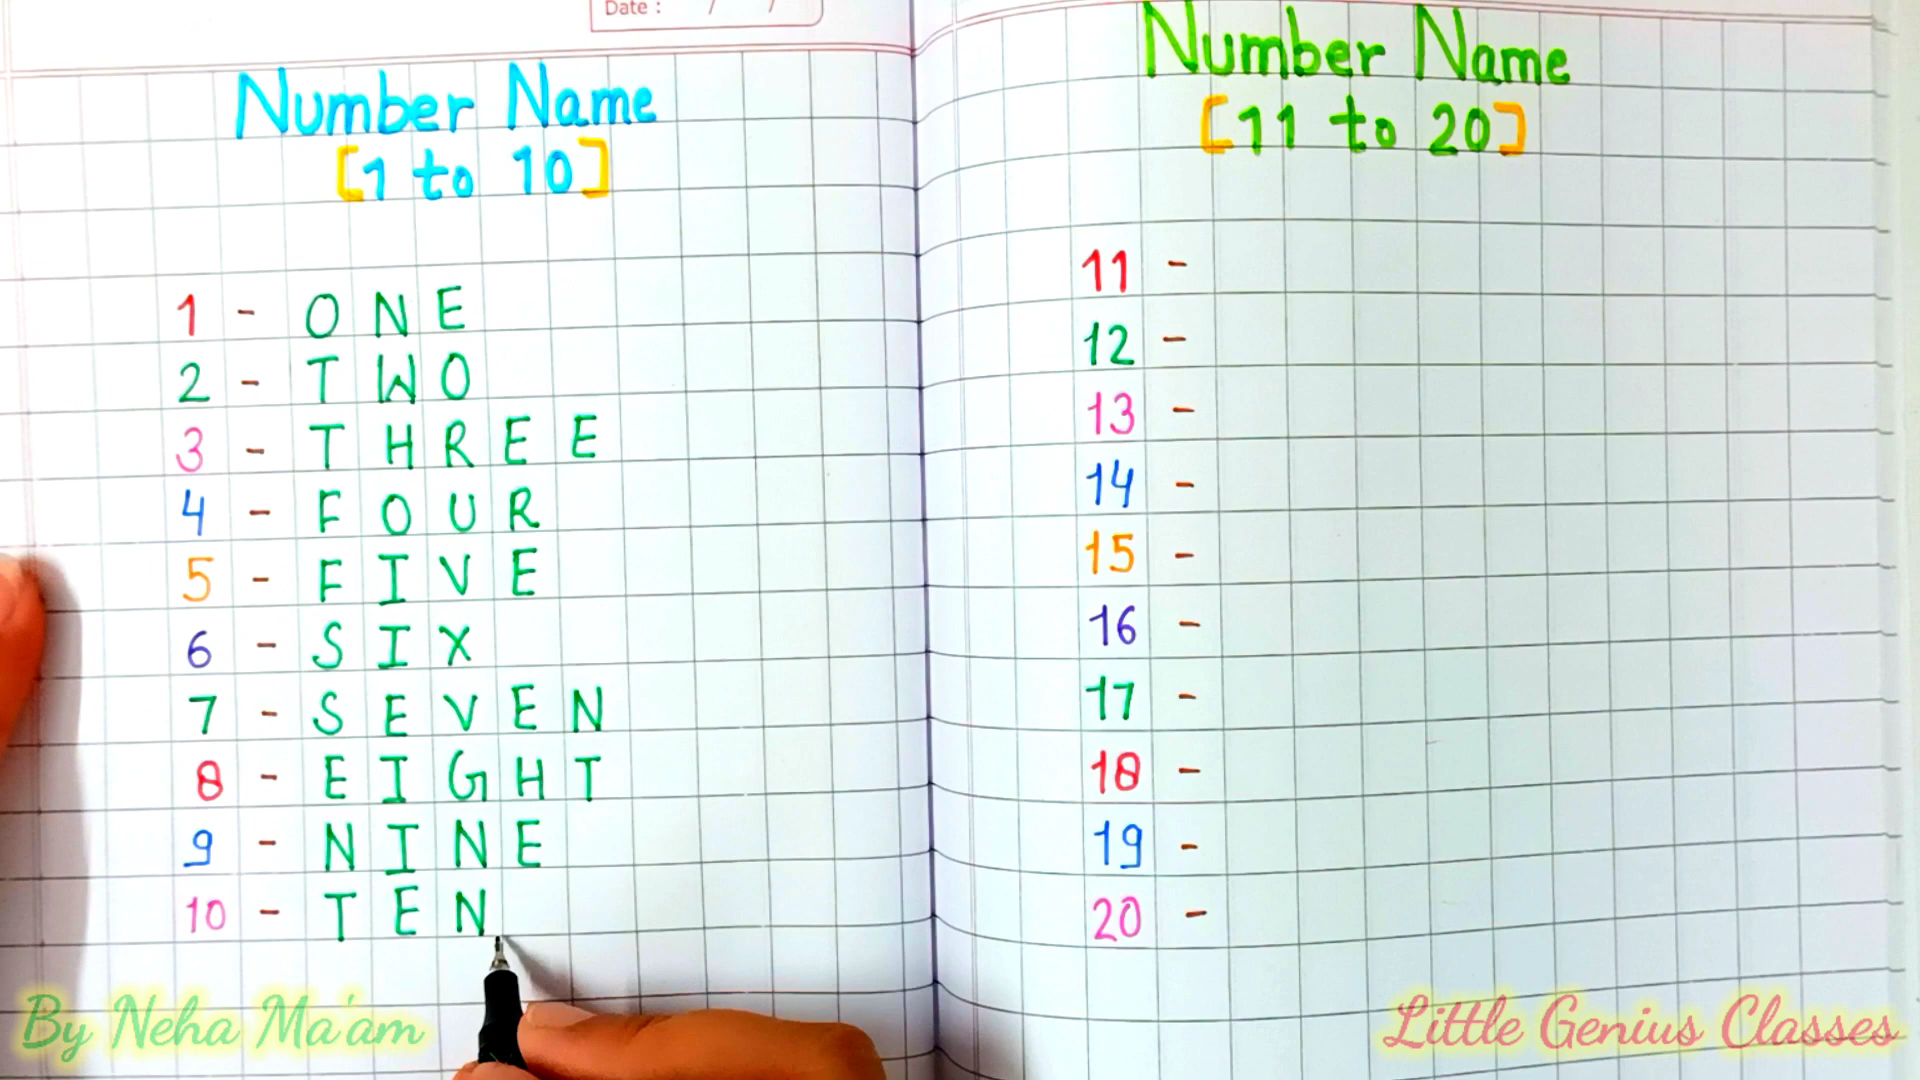 Date : / /
Number Name
[1 to 10]
1 - ONE
2 - TWO
3 - THREE
4 - FOUR
5 - FIVE
6 - SIX
7 - SEVEN
8 - EIGHT
9 - NINE
10 - TEN
By Neha Ma'am
Number Name
[11 to 20]
11 -
12 -
13 -
14 -
15 -
16 -
17 -
18 -
19 -
20 -
Little Genius Classes